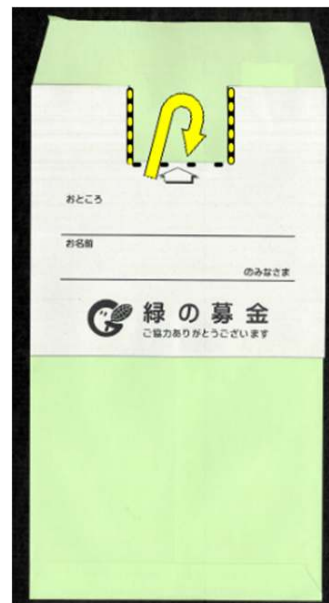 おところ
お名前
のみなさま
緑の募金
ご協力ありがとうございます